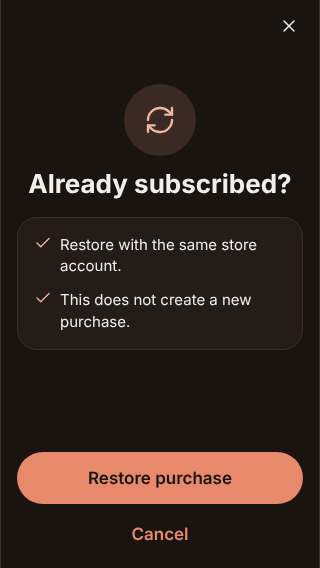 Already subscribed?
Restore with the same store
account.
This does not create a new
purchase.
Restore purchase
Cancel